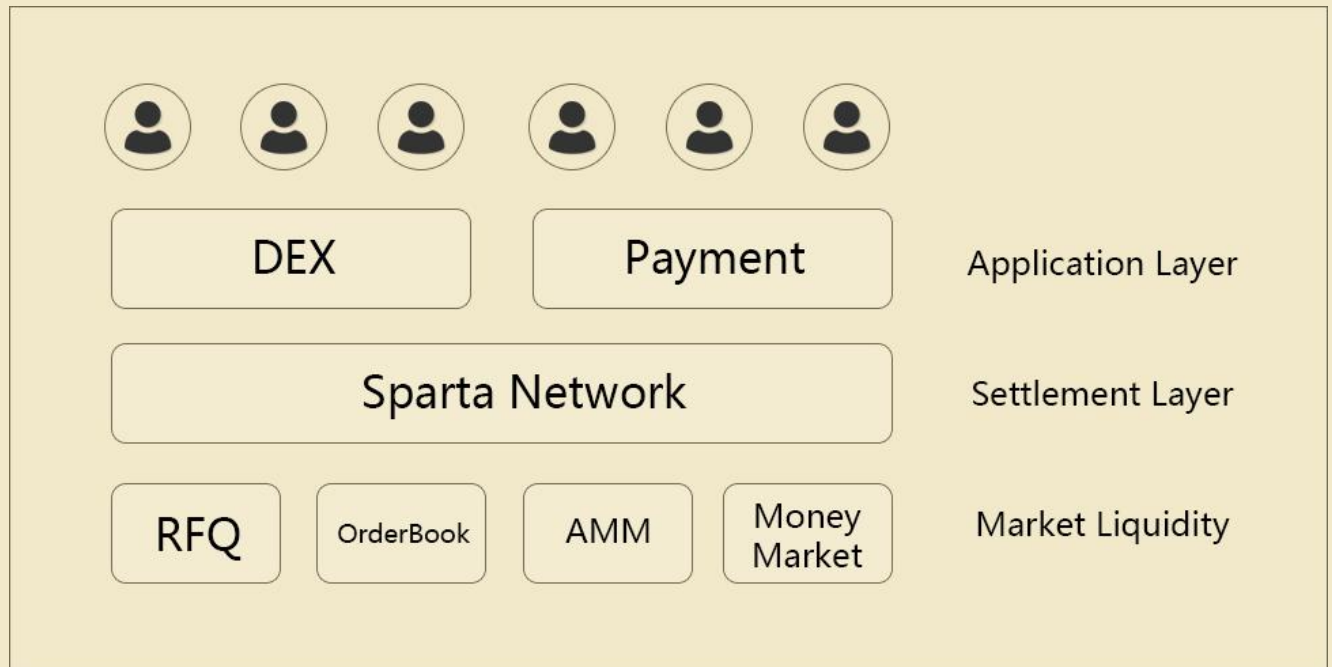 DEX
Payment
Application Layer
Sparta Network
Settlement Layer
RFQ
OrderBook
AMM
Money
Market
Market Liquidity